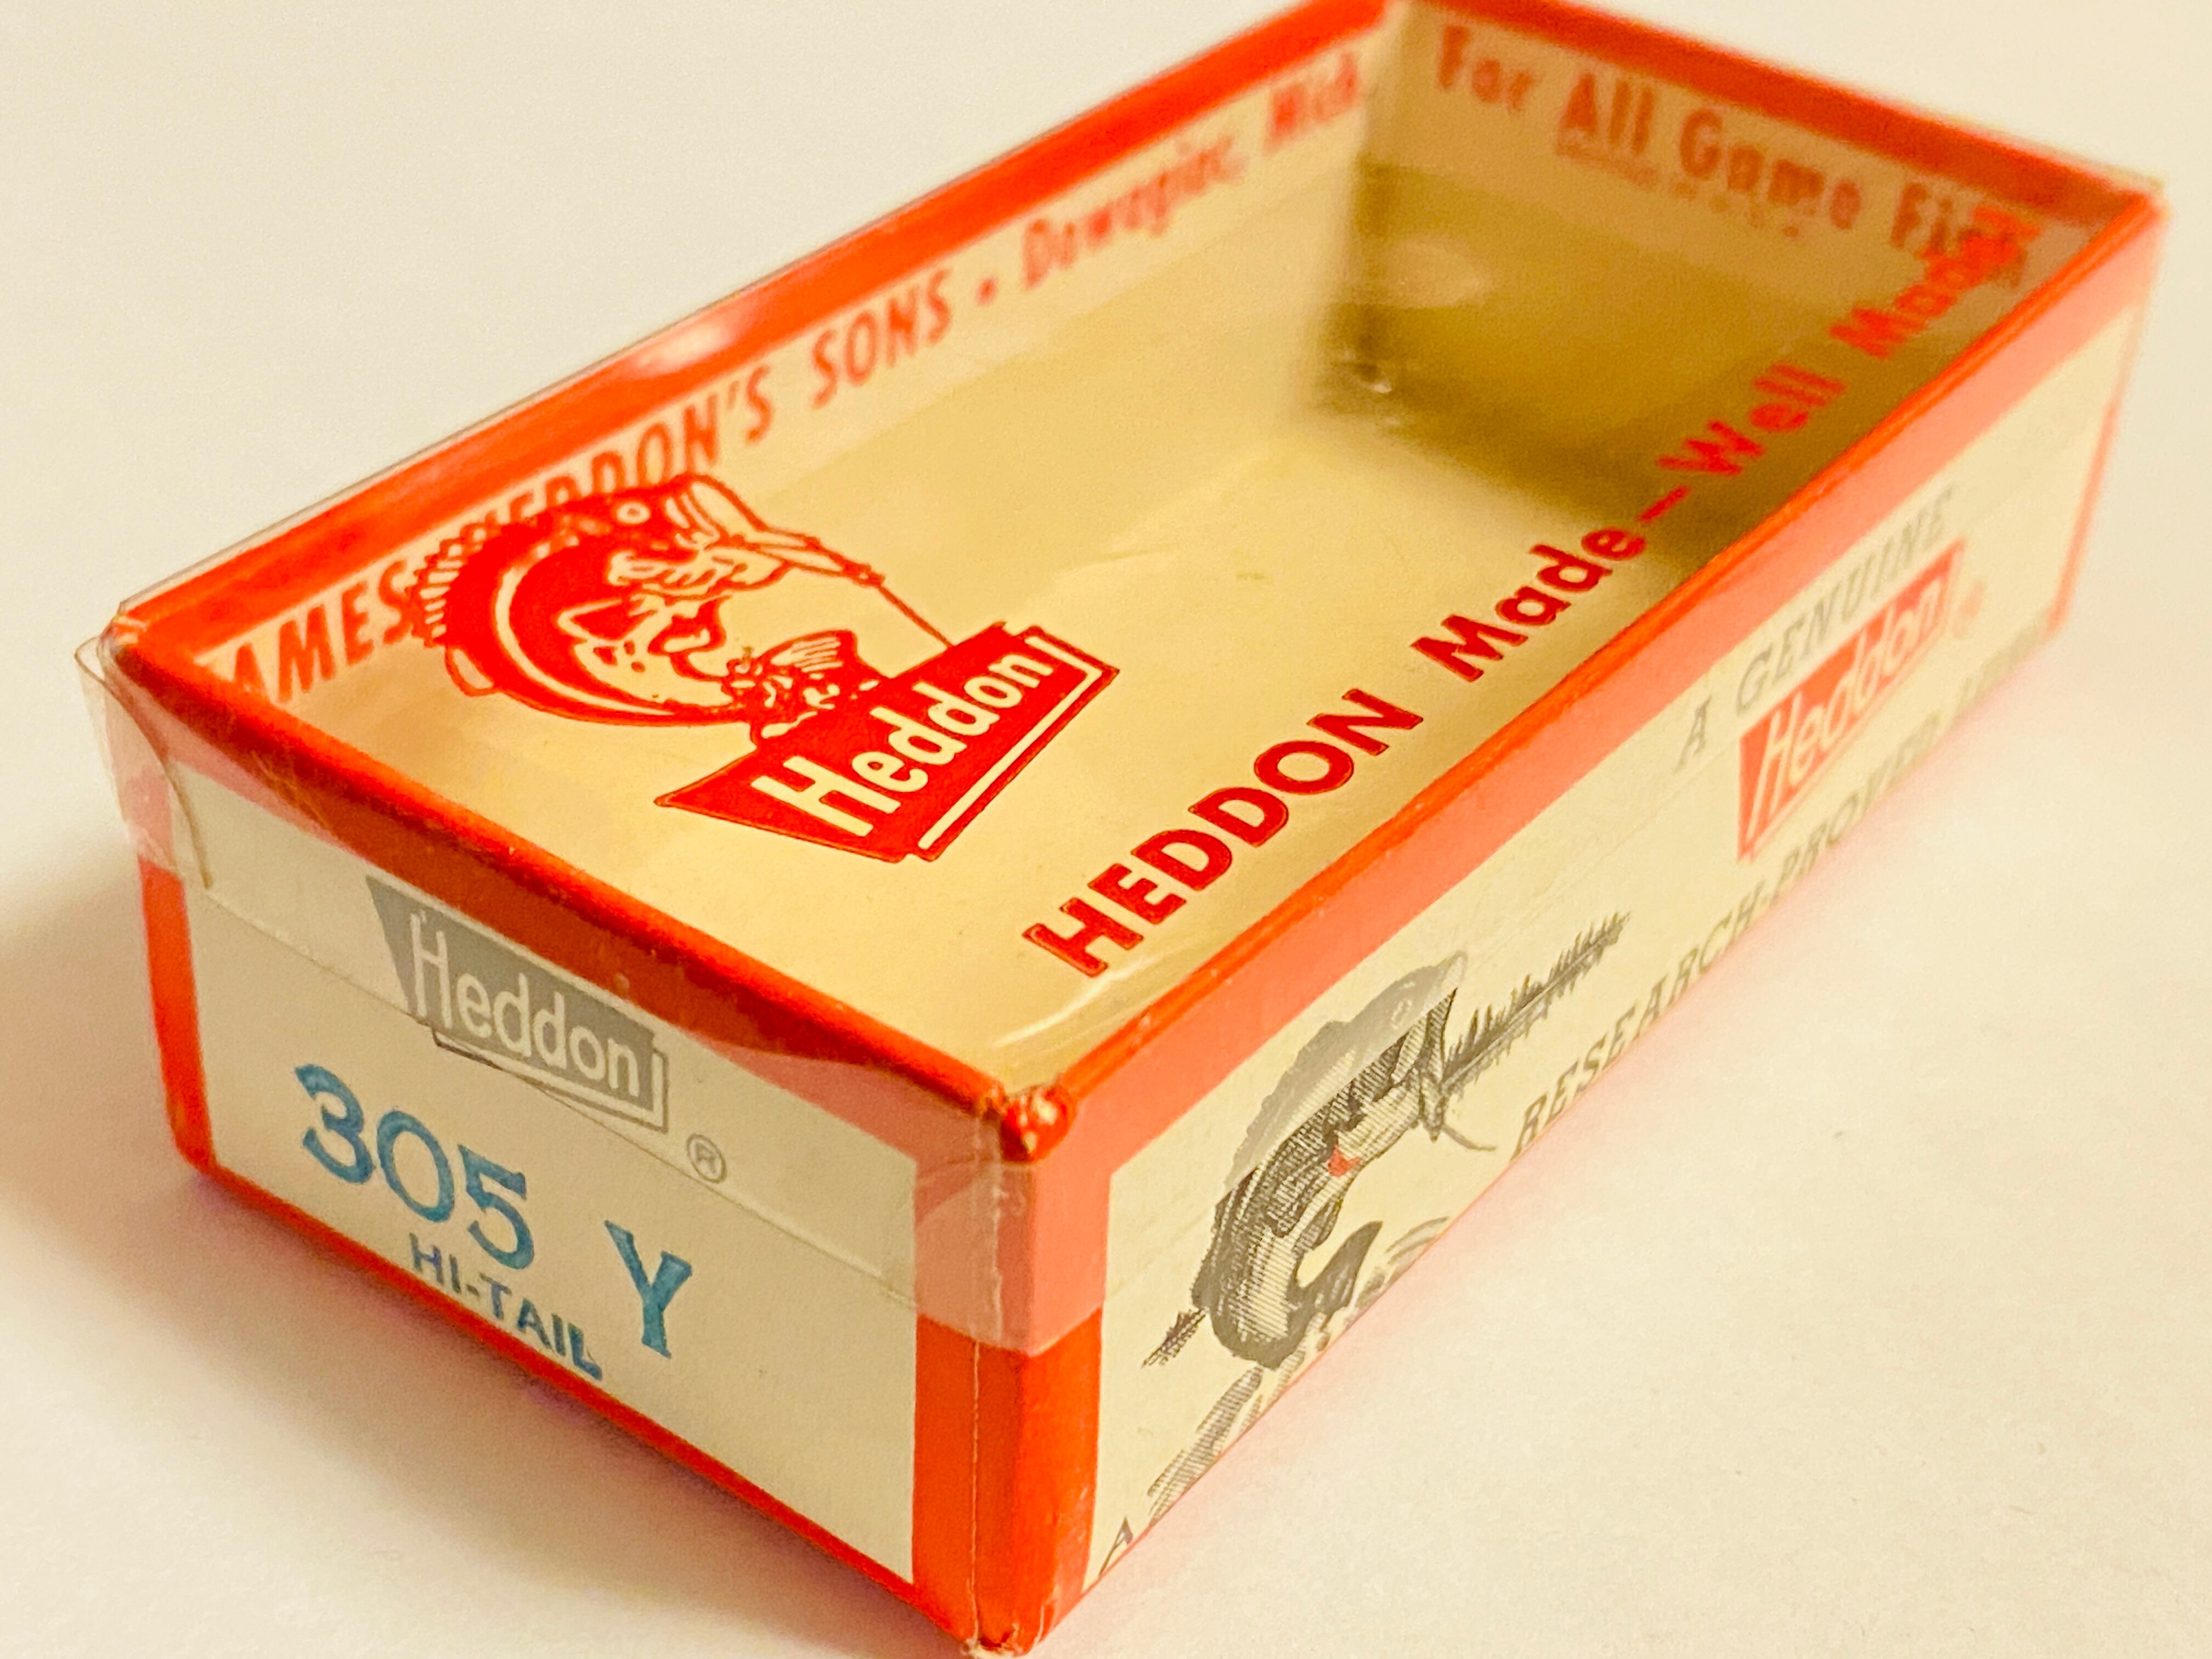 AMES HEDDON'S SONS • Dowagiac, Mich.
For All Game Fish
Heddon
HEDDON Made—Well Made
Heddon ®
305 Y
HI-TAIL
A GENUINE
Heddon
RESEARCH-PROVED
A